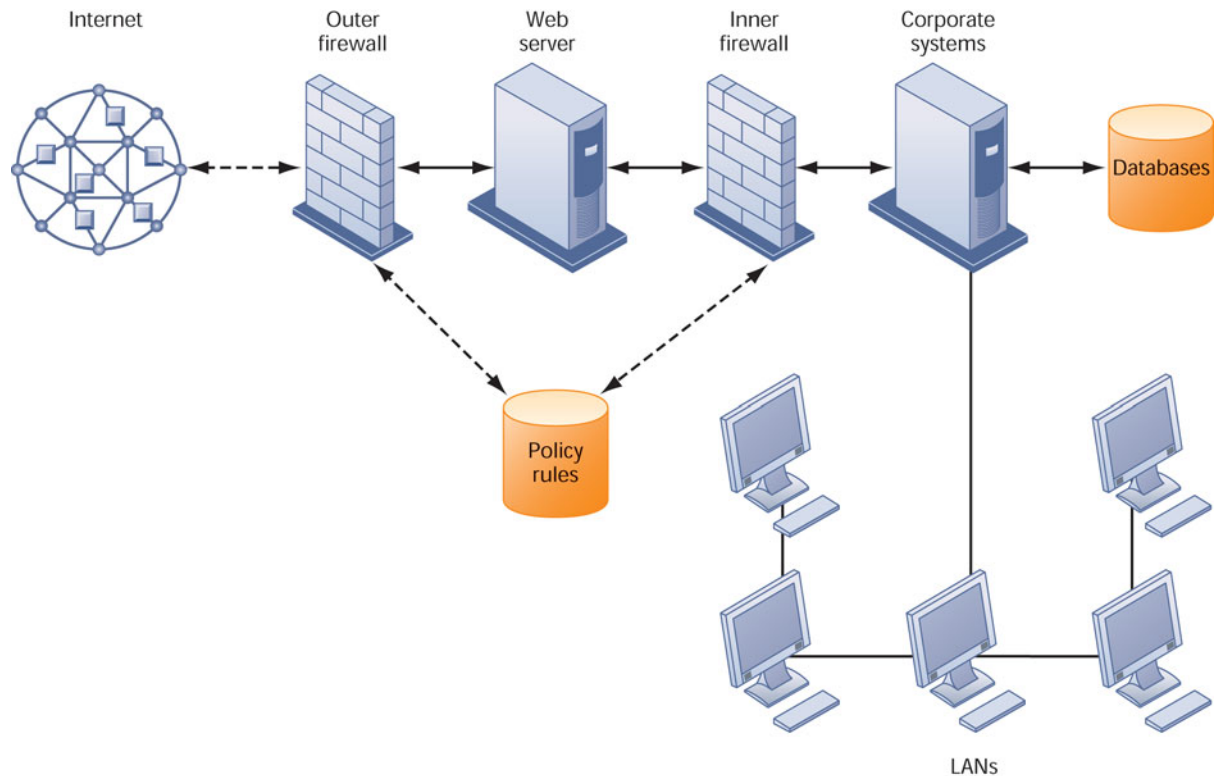 Internet
Outer
firewall
Web
server
Inner
firewall
Corporate
systems
Databases
Policy
rules
LANs